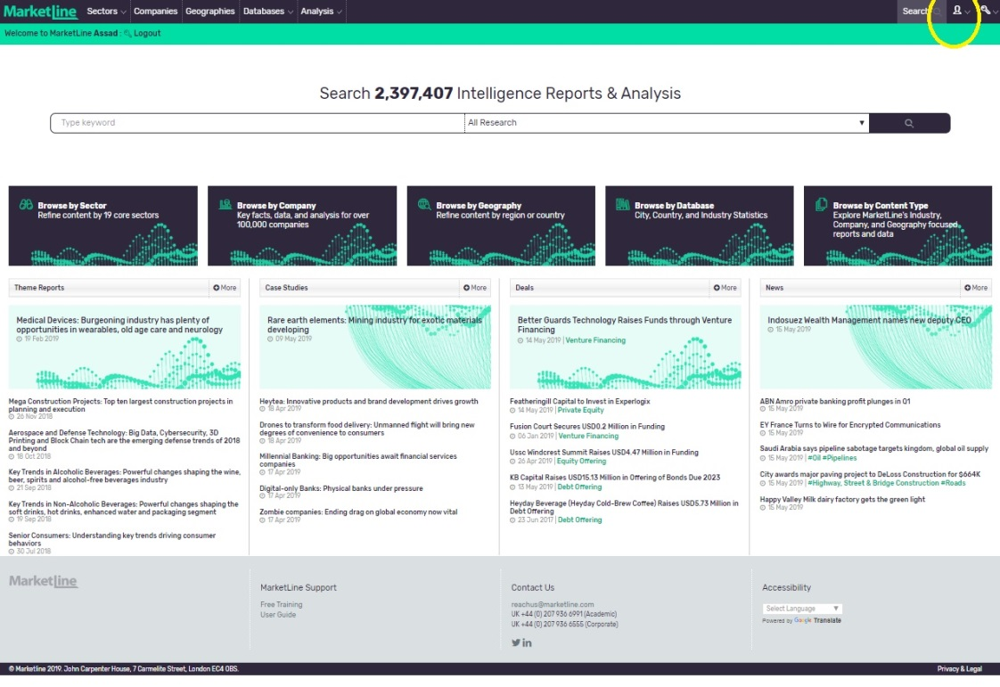 MarketLine Sectors Companies Geographies Databases Analysis Search
Welcome to MarketLine Assad : Logout
Search 2,397,407 Intelligence Reports & Analysis
Type keyword All Research
Browse by Sector
Refine content by 19 core sectors
Browse by Company
Key facts, data, and analysis for over
100,000 companies
Browse by Geography
Refine content by region or country
Browse by Database
City, Country, and Industry Statistics
Browse by Content Type
Explore MarketLine's Industry,
Company, and Geography focused
reports and data
Theme Reports More
Medical Devices: Burgeoning industry has plenty of
opportunities in wearables, old age care and neurology
19 Feb 2019
Mega Construction Projects: Top ten largest construction projects in
planning and execution
26 Nov 2018
Aerospace and Defense Technology: Big Data, Cybersecurity, 3D
Printing and Block Chain tech are the emerging defense trends of 2018
and beyond
18 Oct 2018
Key Trends in Alcoholic Beverages: Powerful changes shaping the wine,
beer, spirits and alcohol-free beverages industry
21 Sep 2018
Key Trends in Non-Alcoholic Beverages: Powerful changes shaping the
soft drinks, hot drinks, enhanced water and packaging segment
19 Sep 2018
Senior Consumers: Understanding key trends driving consumer
behaviors
30 Jul 2018
Case Studies More
Rare earth elements: Mining industry for exotic materials
developing
09 May 2019
Heytea: Innovative products and brand development drives growth
18 Apr 2019
Drones to transform food delivery: Unmanned flight will bring new
degrees of convenience to consumers
18 Apr 2019
Millennial Banking: Big opportunities await financial services
companies
17 Apr 2019
Digital-only Banks: Physical banks under pressure
17 Apr 2019
Zombie companies: Ending drag on global economy now vital
17 Apr 2019
Deals More
Better Guards Technology Raises Funds through Venture
Financing
14 May 2019 | Venture Financing
Featheringill Capital to Invest in Experlogix
14 May 2019 | Private Equity
Fusion Court Secures USD0.2 Million in Funding
06 Jan 2019 | Venture Financing
Ussc Windcrest Summit Raises USD4.47 Million in Funding
26 Apr 2019 | Equity Offering
KB Capital Raises USD15.13 Million in Offering of Bonds Due 2023
13 May 2019 | Debt Offering
Heyday Beverage (Heyday Cold-Brew Coffee) Raises USD5.73 Million in
Debt Offering
23 Jun 2017 | Debt Offering
News More
Indosuez Wealth Management names new deputy CEO
15 May 2019
ABN Amro private banking profit plunges in Q1
15 May 2019
EY France Turns to Wire for Encrypted Communications
15 May 2019
Saudi Arabia says pipeline sabotage targets kingdom, global oil supply
15 May 2019 | #Oil #Pipelines
City awards major paving project to DeLoss Construction for $664K
15 May 2019 | #Highway, Street & Bridge Construction #Roads
Happy Valley Milk dairy factory gets the green light
15 May 2019
MarketLine
MarketLine Support
Free Training
User Guide
Contact Us
reachus@marketline.com
UK +44 (0) 207 936 6991 (Academic)
UK +44 (0) 207 936 6555 (Corporate)
Accessibility
Select Language
Powered by Google Translate
© Marketline 2019. John Carpenter House, 7 Carmelite Street, London EC4 0BS. Privacy & Legal